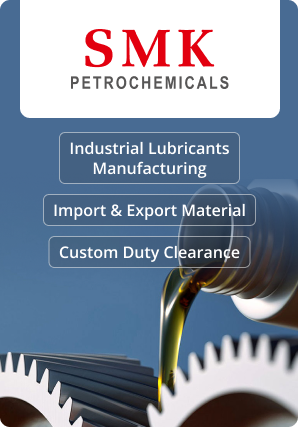 SMK
PETROCHEMICALS
Industrial Lubricants
Manufacturing
Import & Export Material
Custom Duty Clearance